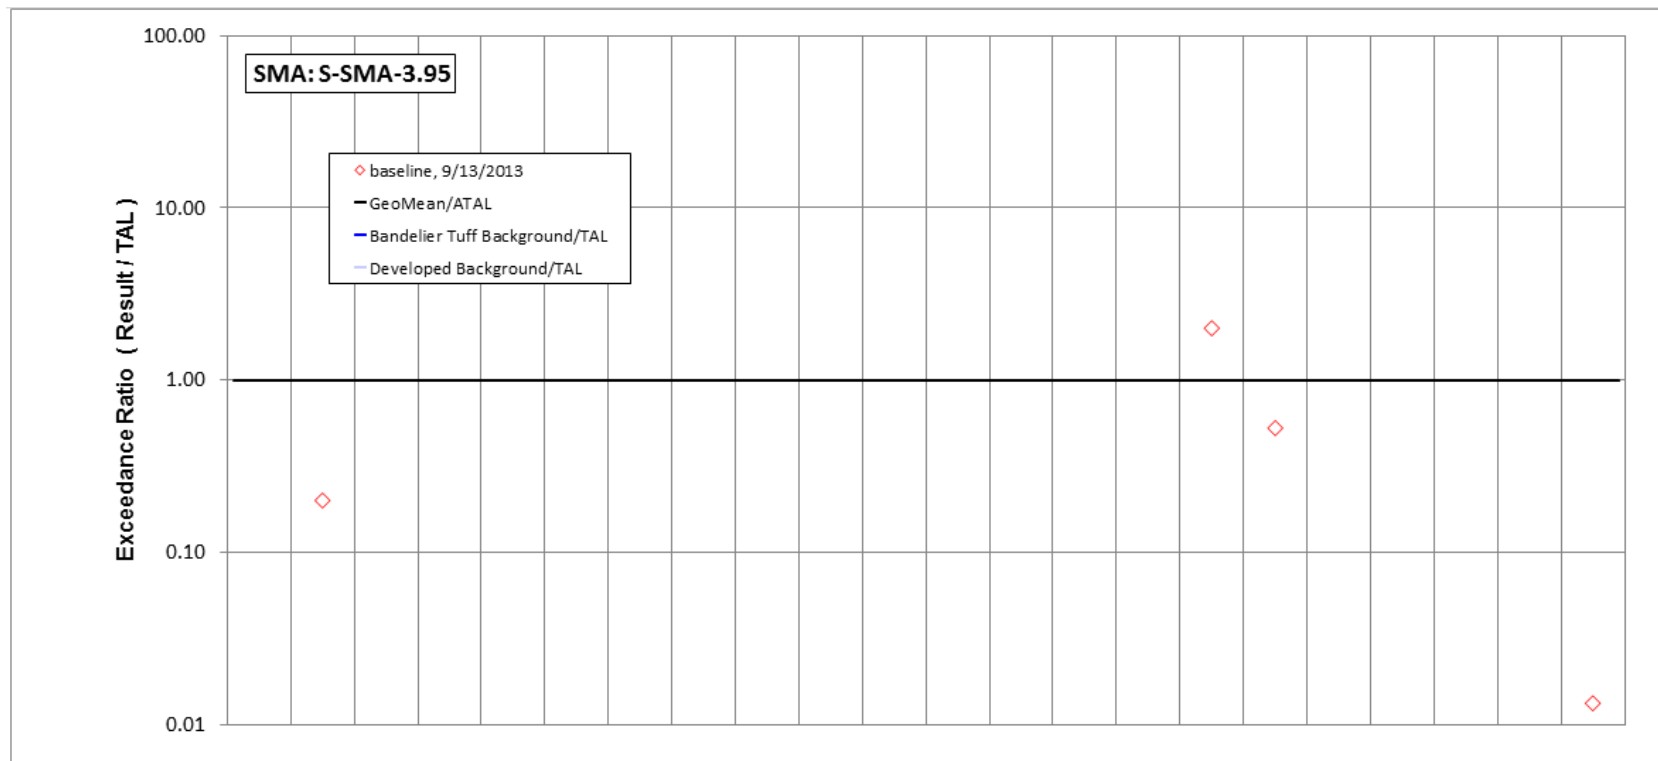 100.00
SMA: S-SMA-3.95
baseline, 9/13/2013
GeoMean/ATAL
Bandelier Tuff Background/TAL
Developed Background/TAL
10.00
1.00
0.10
0.01
Exceedance Ratio ( Result / TAL )